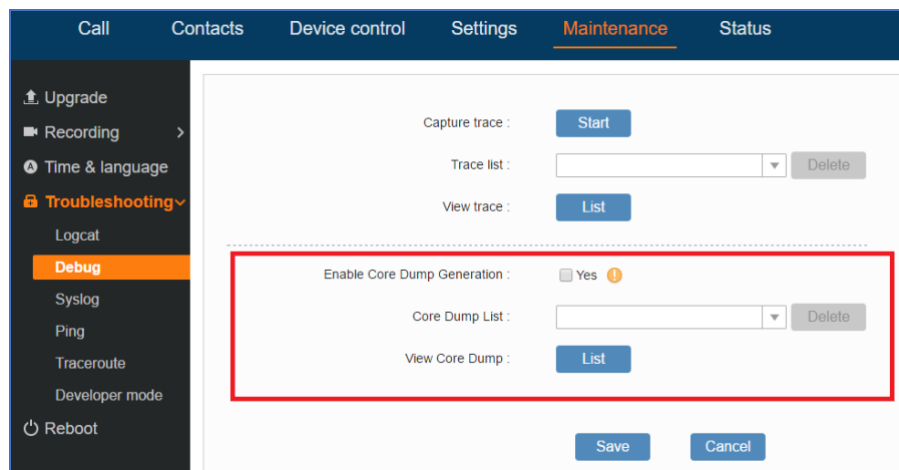 Call Contacts Device control Settings Maintenance Status
Upgrade
Recording
Time & language
Troubleshooting
Logcat
Debug
Syslog
Ping
Traceroute
Developer mode
Reboot
Capture trace : Start
Trace list : Delete
View trace : List
Enable Core Dump Generation : Yes
Core Dump List : Delete
View Core Dump : List
Save Cancel